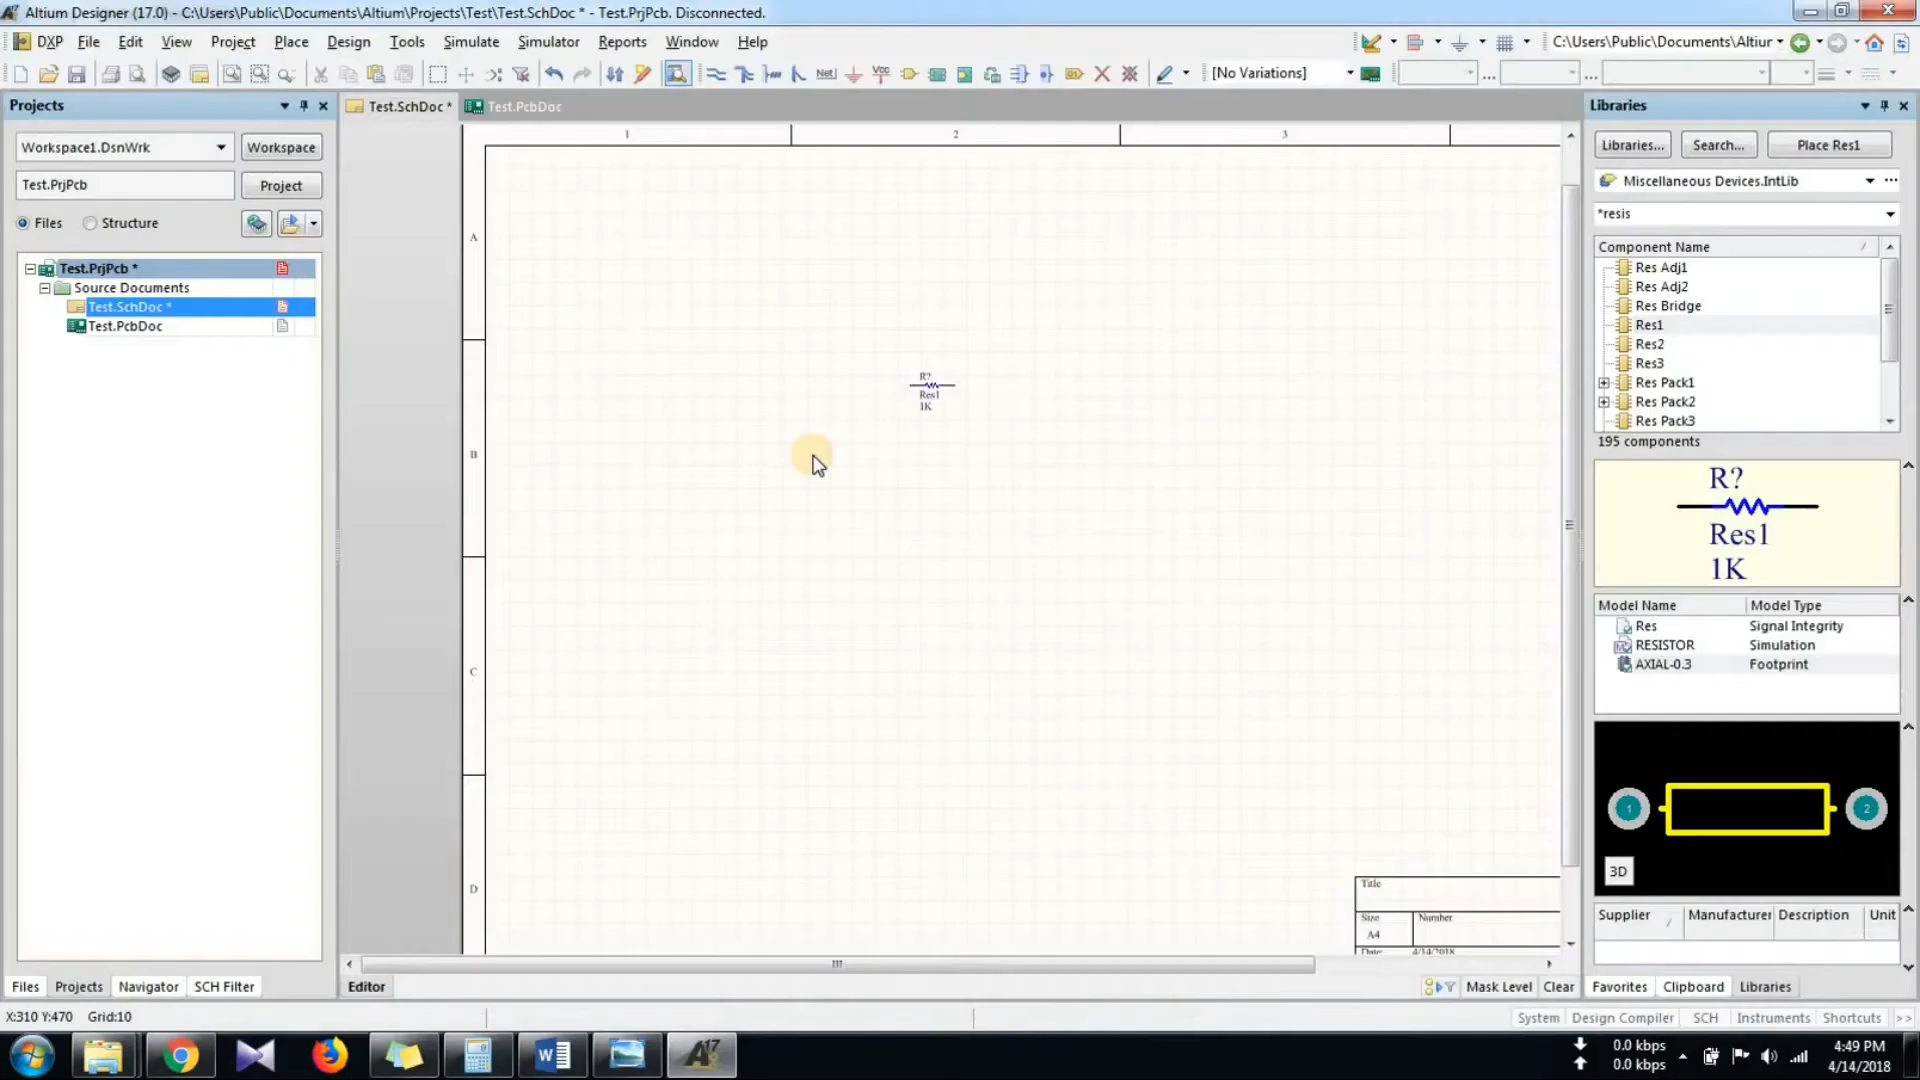 Altium Designer (17.0) - C:\Users\Public\Documents\Altium\Projects\Test\Test.SchDoc * - Test.PrjPcb. Disconnected.
DXP File Edit View Project Place Design Tools Simulate Simulator Reports Window Help
C:\Users\Public\Documents\Altiur
Net VCC [No Variations] ... ...
Projects
Test.SchDoc * Test.PcbDoc
Libraries
Workspace1.DsnWrk Workspace
Libraries... Search... Place Res1
Test.PrjPcb Project
Miscellaneous Devices.IntLib ...
*resis
Files Structure
Component Name
Test.PrjPcb *
Source Documents
Test.SchDoc *
Test.PcbDoc
Res Adj1
Res Adj2
Res Bridge
Res1
Res2
Res3
Res Pack1
Res Pack2
Res Pack3
195 components
1 2 3
A
B
C
D
R?
Res1
1K
R?
Res1
1K
Model Name Model Type
Res Signal Integrity
RESISTOR Simulation
AXIAL-0.3 Footprint
1 2
3D
Title
Size Number
A4
Date: 4/14/2018
Supplier Manufacturer Description Unit
Files Projects Navigator SCH Filter
Editor
Mask Level Clear
Favorites Clipboard Libraries
X:310 Y:470 Grid:10
System Design Compiler SCH Instruments Shortcuts >>
17
0.0 kbps
0.0 kbps
4:49 PM
4/14/2018